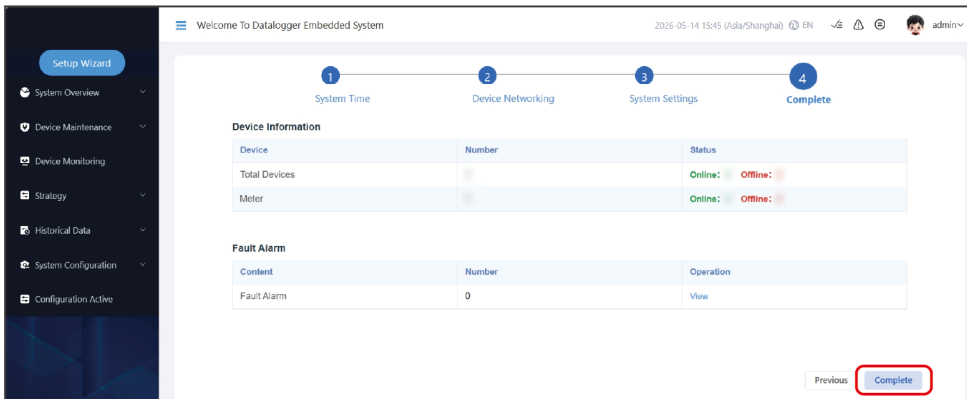 Welcome To Datalogger Embedded System
2026-05-14 15:45 (Asia/Shanghai) EN admin
Setup Wizard
System Overview
Device Maintenance
Device Monitoring
Strategy
Historical Data
System Configuration
Configuration Active
1 2 3 4
System Time Device Networking System Settings Complete
Device Information
Device Number Status
Total Devices Online: Offline:
Meter Online: Offline:
Fault Alarm
Content Number Operation
Fault Alarm 0 View
Previous Complete